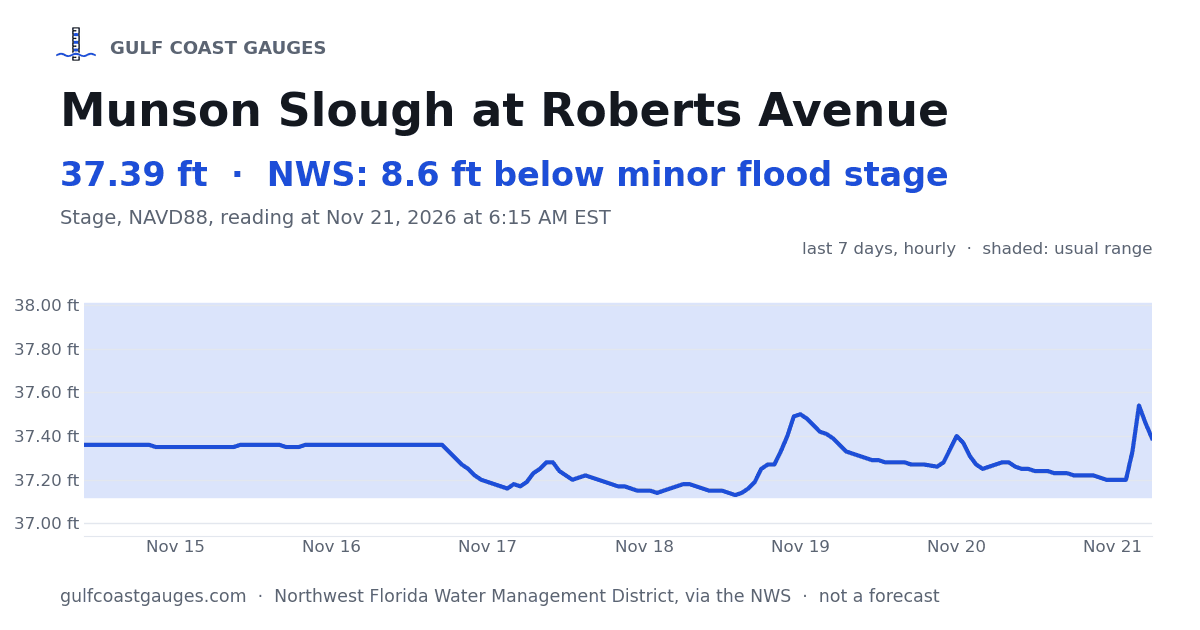 GULF COAST GAUGES
Munson Slough at Roberts Avenue
37.39 ft · NWS: 8.6 ft below minor flood stage
Stage, NAVD88, reading at Nov 21, 2026 at 6:15 AM EST
last 7 days, hourly · shaded: usual range
38.00 ft
37.80 ft
37.60 ft
37.40 ft
37.20 ft
37.00 ft
Nov 15 Nov 16 Nov 17 Nov 18 Nov 19 Nov 20 Nov 21
gulfcoastgauges.com · Northwest Florida Water Management District, via the NWS · not a forecast